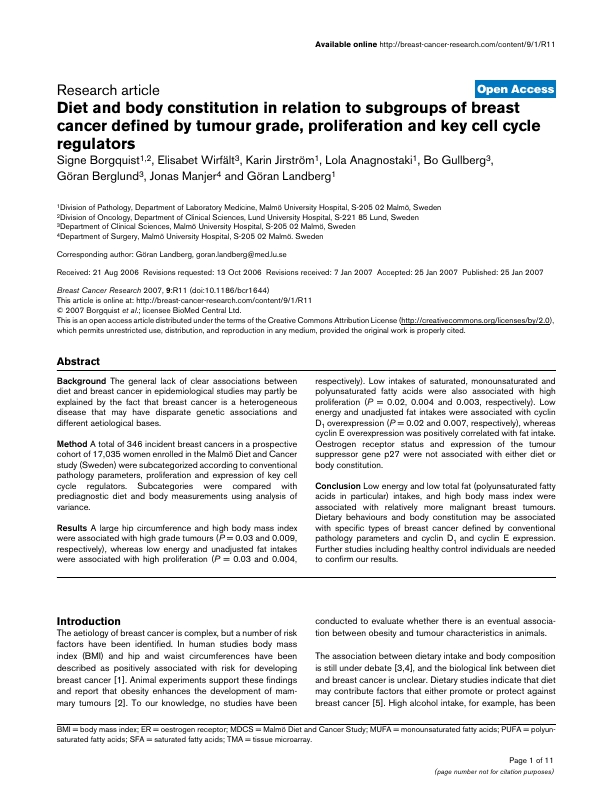 Available online http://breast-cancer-research.com/content/9/1/R11
Research article
Open Access
Diet and body constitution in relation to subgroups of breast
cancer defined by tumour grade, proliferation and key cell cycle
regulators
Signe Borgquist1,2, Elisabet Wirfält3, Karin Jirström1, Lola Anagnostaki1, Bo Gullberg3,
Göran Berglund3, Jonas Manjer4 and Göran Landberg1
1Division of Pathology, Department of Laboratory Medicine, Malmö University Hospital, S-205 02 Malmö, Sweden
2Division of Oncology, Department of Clinical Sciences, Lund University Hospital, S-221 85 Lund, Sweden
3Department of Clinical Sciences, Malmö University Hospital, S-205 02 Malmö, Sweden
4Department of Surgery, Malmö University Hospital, S-205 02 Malmö. Sweden
Corresponding author: Göran Landberg, goran.landberg@med.lu.se
Received: 21 Aug 2006 Revisions requested: 13 Oct 2006 Revisions received: 7 Jan 2007 Accepted: 25 Jan 2007 Published: 25 Jan 2007
Breast Cancer Research 2007, 9:R11 (doi:10.1186/bcr1644)
This article is online at: http://breast-cancer-research.com/content/9/1/R11
© 2007 Borgquist et al.; licensee BioMed Central Ltd.
This is an open access article distributed under the terms of the Creative Commons Attribution License (http://creativecommons.org/licenses/by/2.0),
which permits unrestricted use, distribution, and reproduction in any medium, provided the original work is properly cited.
Abstract
Background The general lack of clear associations between
diet and breast cancer in epidemiological studies may partly be
explained by the fact that breast cancer is a heterogeneous
disease that may have disparate genetic associations and
different aetiological bases.
Method A total of 346 incident breast cancers in a prospective
cohort of 17,035 women enrolled in the Malmö Diet and Cancer
study (Sweden) were subcategorized according to conventional
pathology parameters, proliferation and expression of key cell
cycle regulators. Subcategories were compared with
prediagnostic diet and body measurements using analysis of
variance.
Results A large hip circumference and high body mass index
were associated with high grade tumours (P = 0.03 and 0.009,
respectively), whereas low energy and unadjusted fat intakes
were associated with high proliferation (P = 0.03 and 0.004,
respectively). Low intakes of saturated, monounsaturated and
polyunsaturated fatty acids were also associated with high
proliferation (P = 0.02, 0.004 and 0.003, respectively). Low
energy and unadjusted fat intakes were associated with cyclin
D1 overexpression (P = 0.02 and 0.007, respectively), whereas
cyclin E overexpression was positively correlated with fat intake.
Oestrogen receptor status and expression of the tumour
suppressor gene p27 were not associated with either diet or
body constitution.
Conclusion Low energy and low total fat (polyunsaturated fatty
acids in particular) intakes, and high body mass index were
associated with relatively more malignant breast tumours.
Dietary behaviours and body constitution may be associated
with specific types of breast cancer defined by conventional
pathology parameters and cyclin D1 and cyclin E expression.
Further studies including healthy control individuals are needed
to confirm our results.
Introduction
The aetiology of breast cancer is complex, but a number of risk
factors have been identified. In human studies body mass
index (BMI) and hip and waist circumferences have been
described as positively associated with risk for developing
breast cancer [1]. Animal experiments support these findings
and report that obesity enhances the development of mam-
mary tumours [2]. To our knowledge, no studies have been
conducted to evaluate whether there is an eventual associa-
tion between obesity and tumour characteristics in animals.
The association between dietary intake and body composition
is still under debate [3,4], and the biological link between diet
and breast cancer is unclear. Dietary studies indicate that diet
may contribute factors that either promote or protect against
breast cancer [5]. High alcohol intake, for example, has been
BMI = body mass index; ER = oestrogen receptor; MDCS = Malmö Diet and Cancer Study; MUFA = monounsaturated fatty acids; PUFA = polyun-
saturated fatty acids; SFA = saturated fatty acids; TMA = tissue microarray.
Page 1 of 11
(page number not for citation purposes)